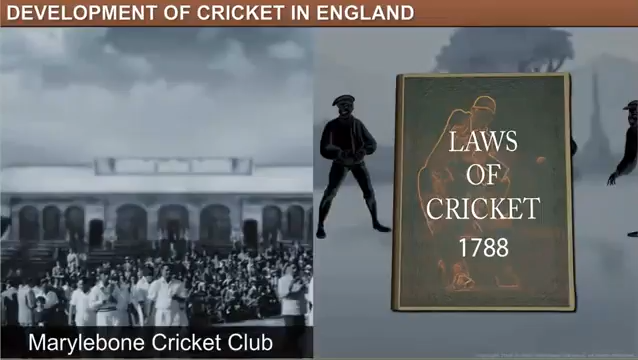 DEVELOPMENT OF CRICKET IN ENGLAND
LAWS
OF
CRICKET
1788
Marylebone Cricket Club